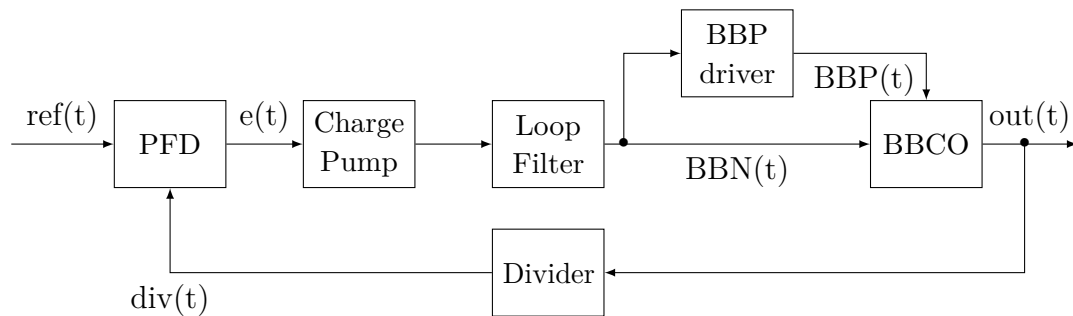 BBP
driver
BBP(t)
ref(t)
PFD
e(t)
Charge
Pump
Loop
Filter
BBN(t)
BBCO
out(t)
Divider
div(t)